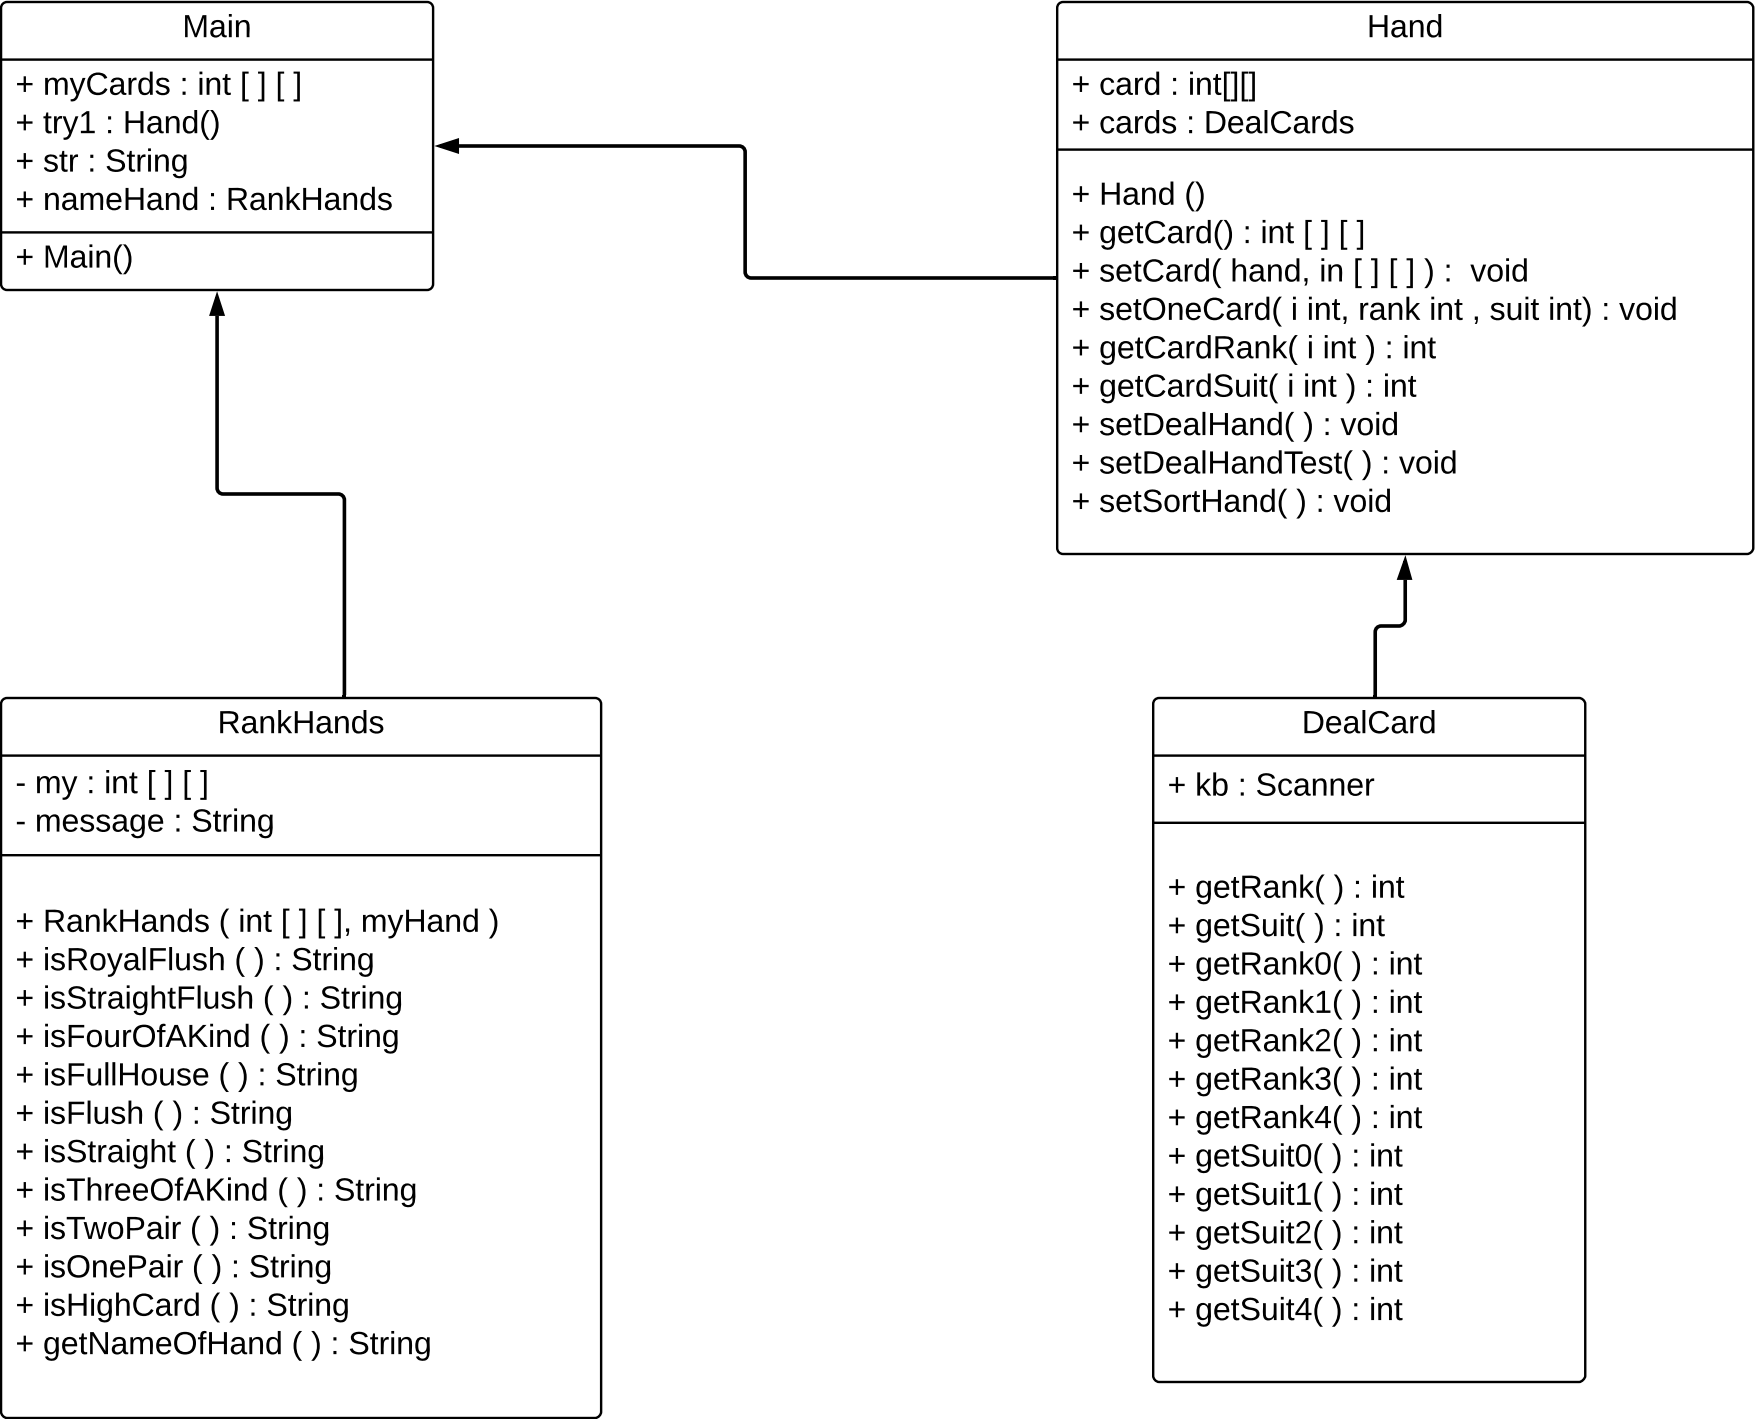 Main
+ myCards : int [ ] [ ]
+ try1 : Hand()
+ str : String
+ nameHand : RankHands
+ Main()
Hand
+ card : int[][]
+ cards : DealCards
+ Hand ()
+ getCard() : int [ ] [ ]
+ setCard( hand, in [ ] [ ] ) :  void
+ setOneCard( i int, rank int , suit int) : void
+ getCardRank( i int ) : int
+ getCardSuit( i int ) : int
+ setDealHand( ) : void
+ setDealHandTest( ) : void
+ setSortHand( ) : void
RankHands
- my : int [ ] [ ]
- message : String
+ RankHands ( int [ ] [ ], myHand )
+ isRoyalFlush ( ) : String
+ isStraightFlush ( ) : String
+ isFourOfAKind ( ) : String
+ isFullHouse ( ) : String
+ isFlush ( ) : String
+ isStraight ( ) : String
+ isThreeOfAKind ( ) : String
+ isTwoPair ( ) : String
+ isOnePair ( ) : String
+ isHighCard ( ) : String
+ getNameOfHand ( ) : String
DealCard
+ kb : Scanner
+ getRank( ) : int
+ getSuit( ) : int
+ getRank0( ) : int
+ getRank1( ) : int
+ getRank2( ) : int
+ getRank3( ) : int
+ getRank4( ) : int
+ getSuit0( ) : int
+ getSuit1( ) : int
+ getSuit2( ) : int
+ getSuit3( ) : int
+ getSuit4( ) : int